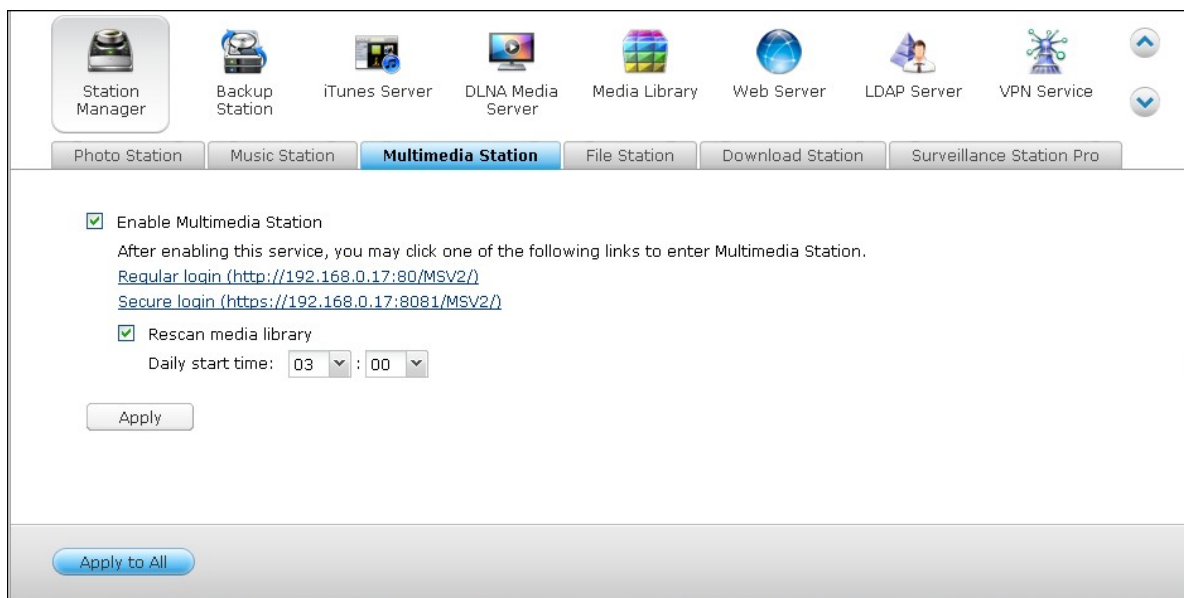 Station Manager
Backup Station
iTunes Server
DLNA Media Server
Media Library
Web Server
LDAP Server
VPN Service
Photo Station
Music Station
Multimedia Station
File Station
Download Station
Surveillance Station Pro
Enable Multimedia Station
After enabling this service, you may click one of the following links to enter Multimedia Station.
Regular login (http://192.168.0.17:80/MSV2/)
Secure login (https://192.168.0.17:8081/MSV2/)
Rescan media library
Daily start time: 03 : 00
Apply
Apply to All